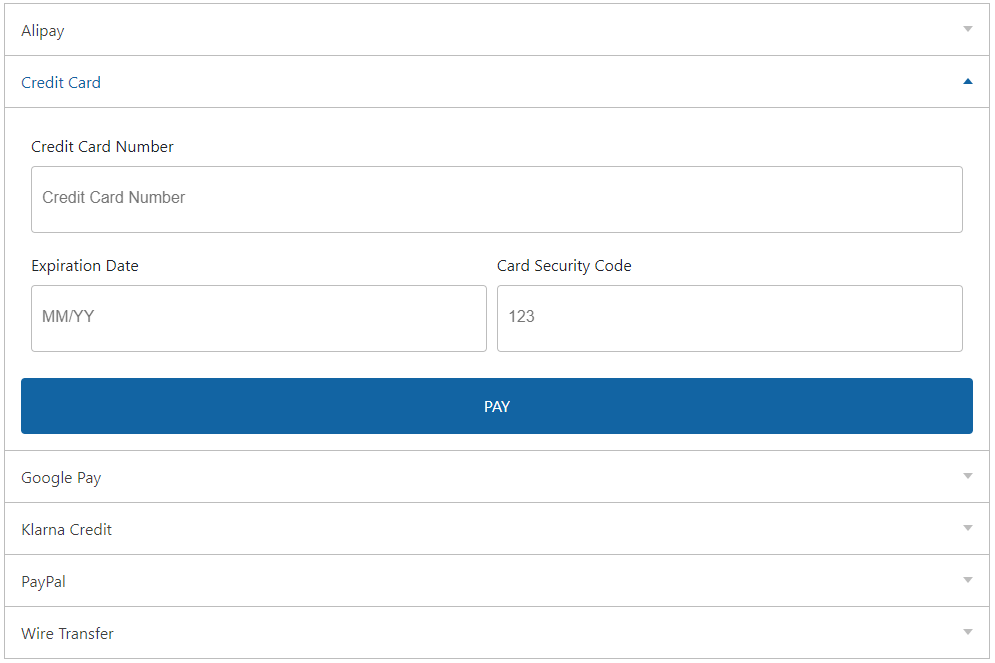 Alipay
Credit Card
Credit Card Number
Credit Card Number
Expiration Date Card Security Code
MM/YY 123
PAY
Google Pay
Klarna Credit
PayPal
Wire Transfer